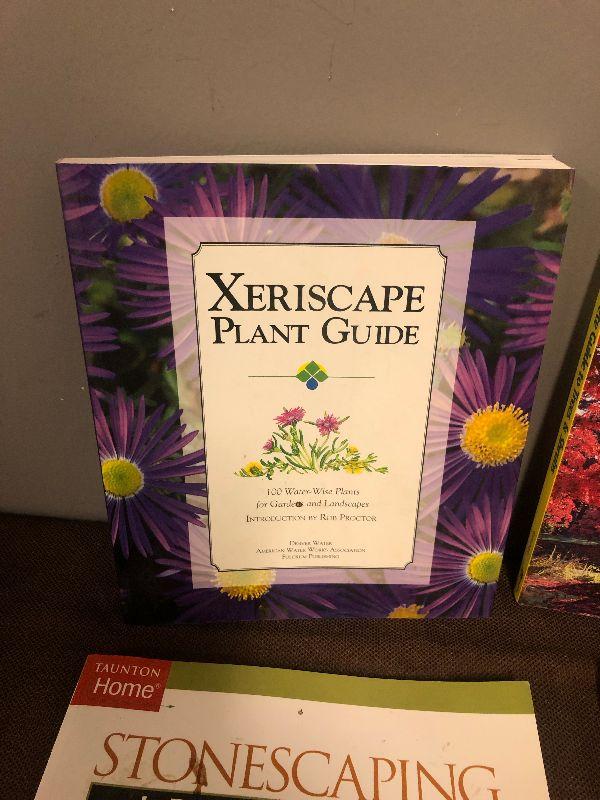 XERISCAPE
PLANT GUIDE
100 Water-Wise Plants
for Garde and Landscapes
INTRODUCTION BY ROB PROCTOR
DENVER WATER
AMERICAN WATER WORKS ASSOCIATION
FULCRUM PUBLISHING
TAUNTON
Home®
STONESCAPING